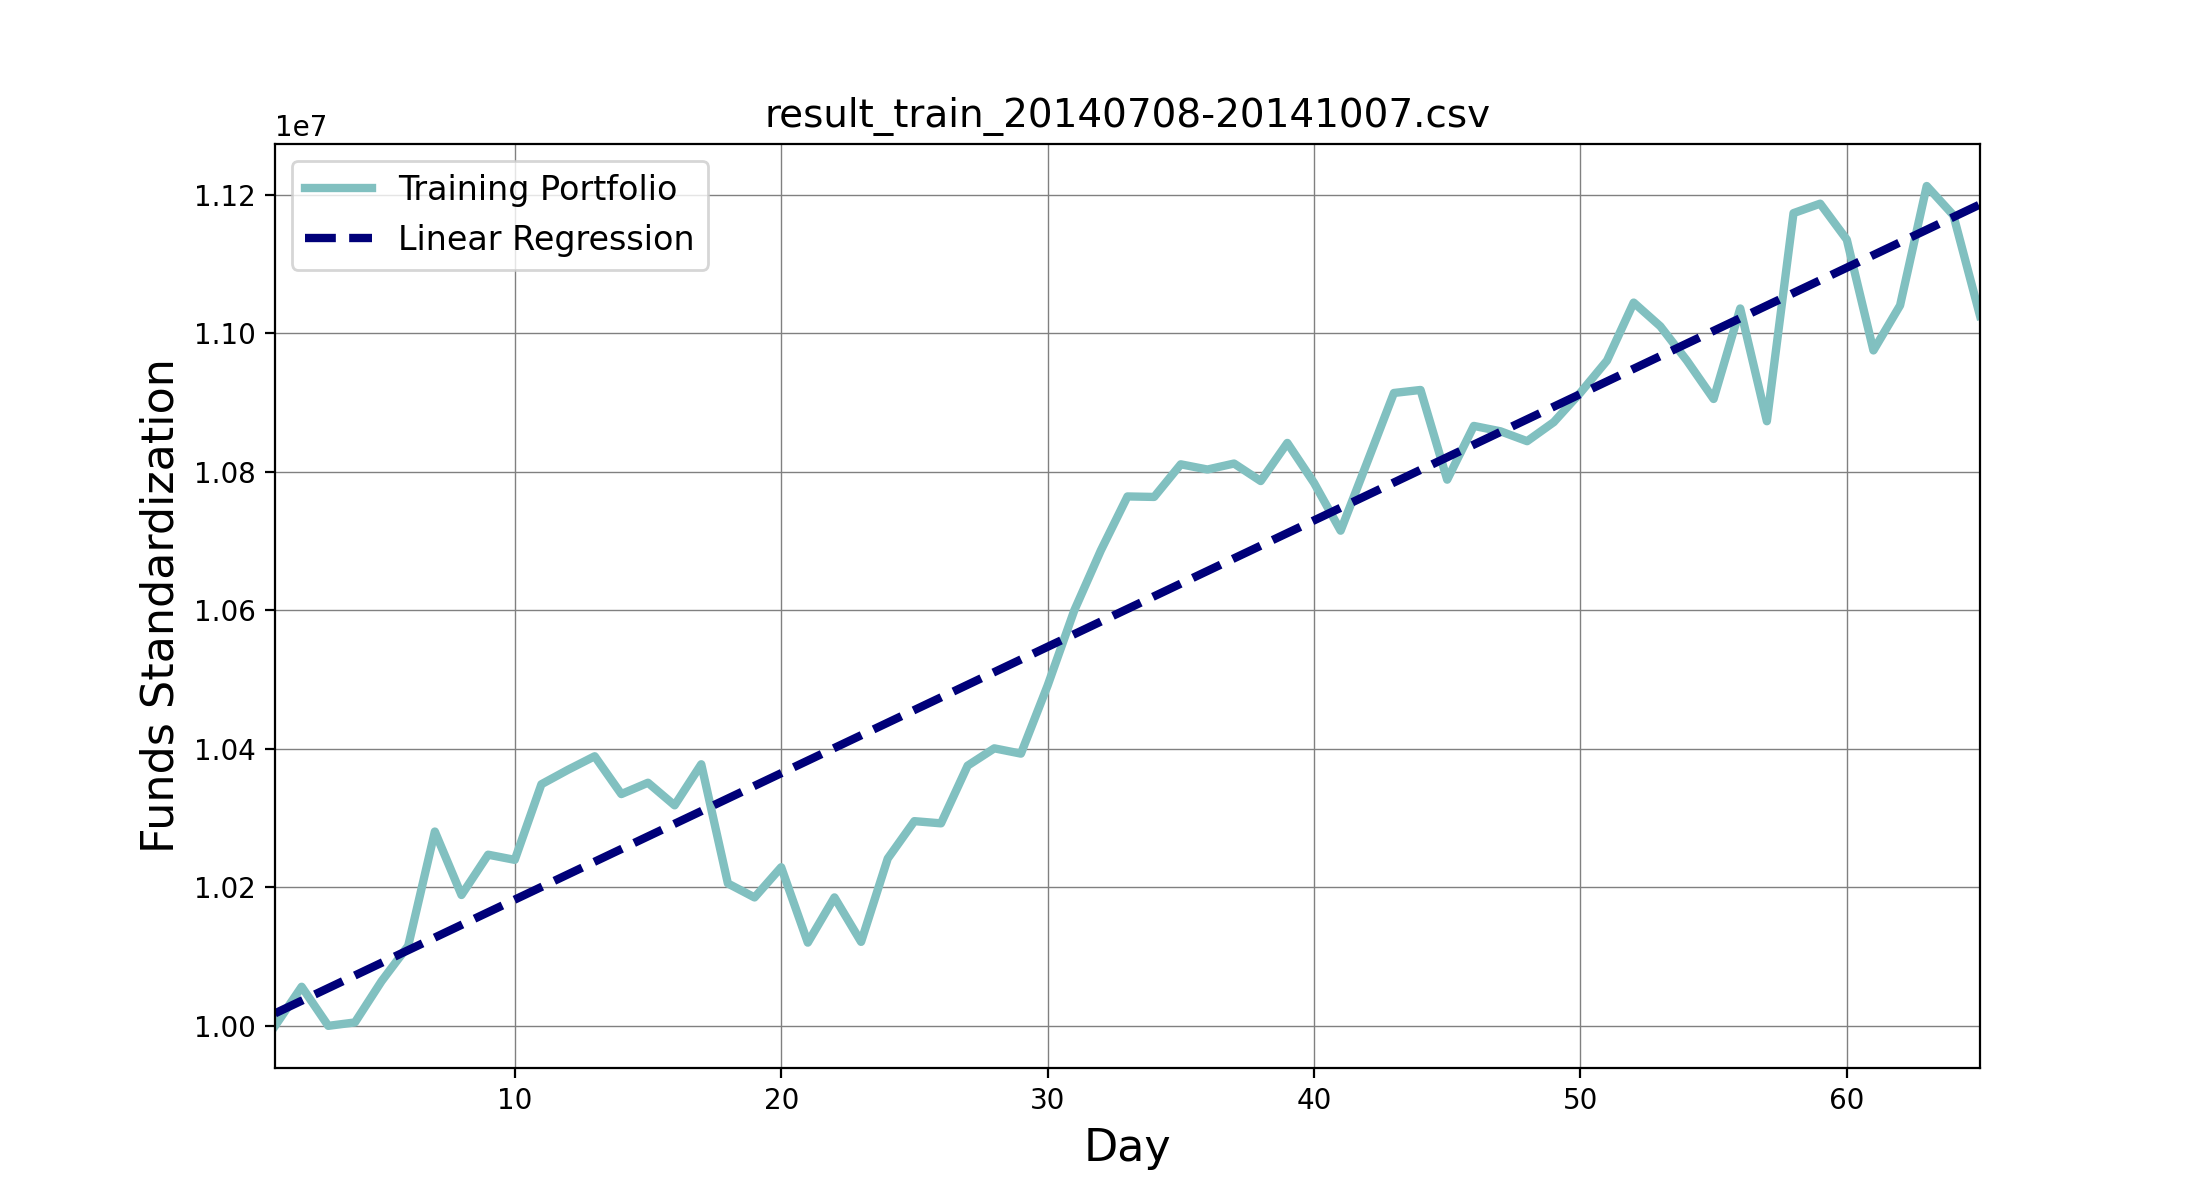 result_train_20140708-20141007.csv
1e7
Training Portfolio
Linear Regression
1.12
1.10
1.08
1.06
1.04
1.02
1.00
Funds Standardization
10 20 30 40 50 60
Day